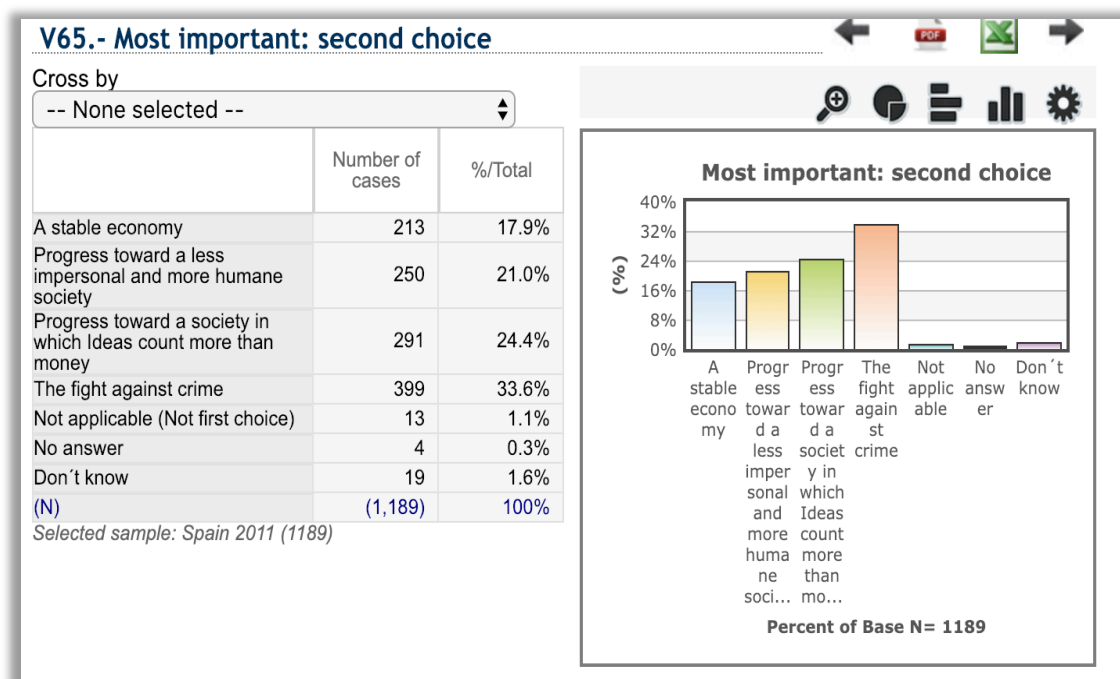 V65.- Most important: second choice
PDF
Cross by
-- None selected --
Number of
cases
%/Total
A stable economy 213 17.9%
Progress toward a less
impersonal and more humane
society
250 21.0%
Progress toward a society in
which Ideas count more than
money
291 24.4%
The fight against crime 399 33.6%
Not applicable (Not first choice) 13 1.1%
No answer 4 0.3%
Don´t know 19 1.6%
(N) (1,189) 100%
Selected sample: Spain 2011 (1189)
Most important: second choice
40%
32%
24%
16%
8%
0%
(%)
A
stable
econo
my
Progr
ess
towar
d a
less
imper
sonal
and
more
huma
ne
soci...
Progr
ess
towar
d a
societ
y in
which
Ideas
count
more
than
mo...
The
fight
again
st
crime
Not
applic
able
No
answ
er
Don´t
know
Percent of Base N= 1189